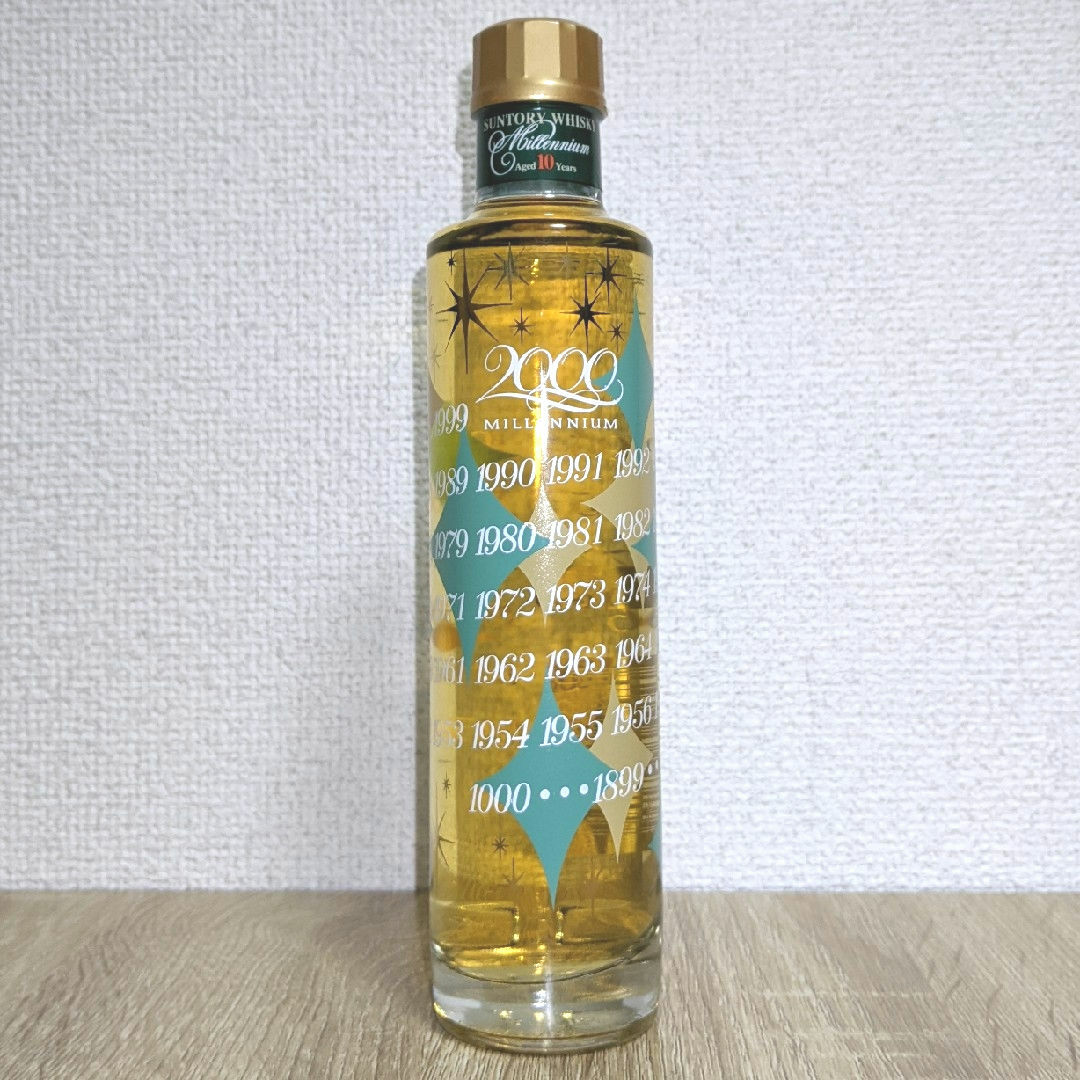 SUNTORY WHISKY
Millennium
Aged 10 Years
2000
MILLENNIUM
1999
1989 1990 1991 1992
1979 1980 1981 1982
1972 1973 1974
1962 1963 1964
1954 1955 1956
1000 ••• 1899 ••